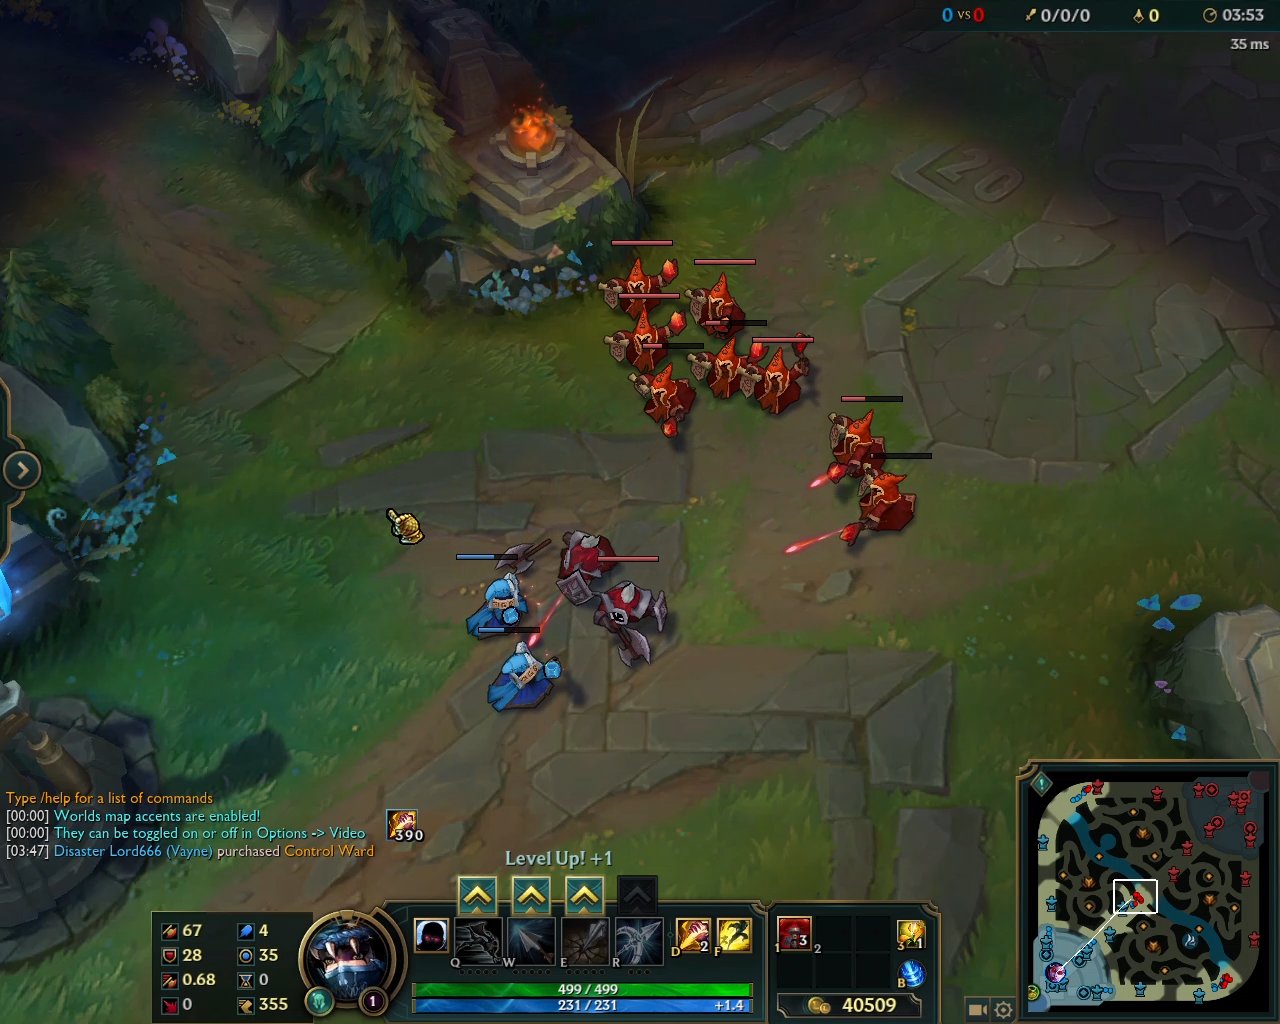 0 vs 0 0/0/0 0 03:53
35 ms
20
Type /help for a list of commands
[00:00] Worlds map accents are enabled!
[00:00] They can be toggled on or off in Options -> Video
[03:47] Disaster Lord666 (Vayne) purchased Control Ward
390
Level Up! +1
67 4
28 35
0.68 0
0 355
1
Q W E R
D 2 F
499 / 499
231 / 231 +1.4
1 3 2 3 1
B
40509